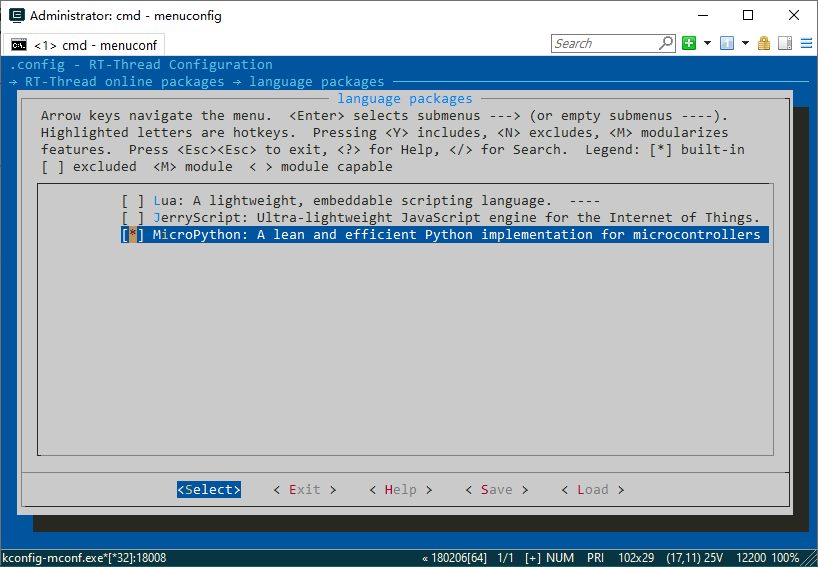 Administrator: cmd - menuconfig
<1> cmd - menuconf
Search
.config - RT-Thread Configuration
→ RT-Thread online packages → language packages
language packages
Arrow keys navigate the menu.  <Enter> selects submenus ---> (or empty submenus ----).
Highlighted letters are hotkeys.  Pressing <Y> includes, <N> excludes, <M> modularizes
features.  Press <Esc><Esc> to exit, <?> for Help, </> for Search.  Legend: [*] built-in
[ ] excluded  <M> module  < > module capable
[ ] Lua: A lightweight, embeddable scripting language.  ----
[ ] JerryScript: Ultra-lightweight JavaScript engine for the Internet of Things.
[*] MicroPython: A lean and efficient Python implementation for microcontrollers
<Select>    < Exit >    < Help >    < Save >    < Load >
kconfig-mconf.exe*[*32]:18008 « 180206[64] 1/1 [+] NUM PRI 102x29 (17,11) 25V 12200 100%